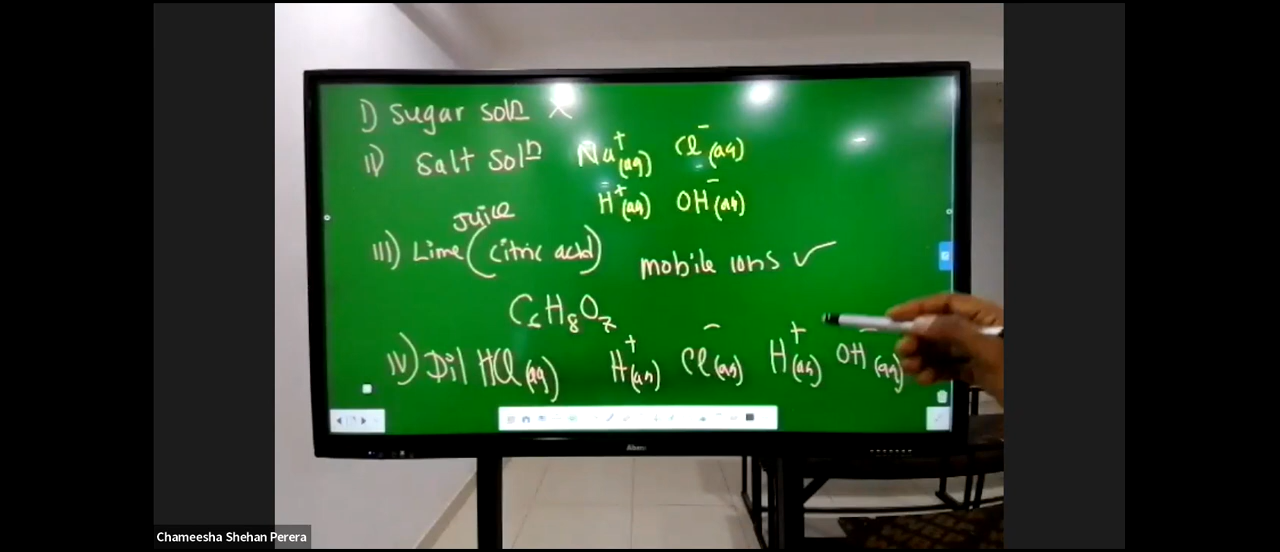 I) Sugar soln X
II) Salt soln Na+(aq) Cl-(aq)
H+(aq) OH-(aq)
III) Lime juice (citric acid) mobile ions ✓
C6H8O7
IV) Dil HCl(aq) H+(aq) Cl-(aq) H+(aq) OH-(aq)
Chameesha Shehan Perera